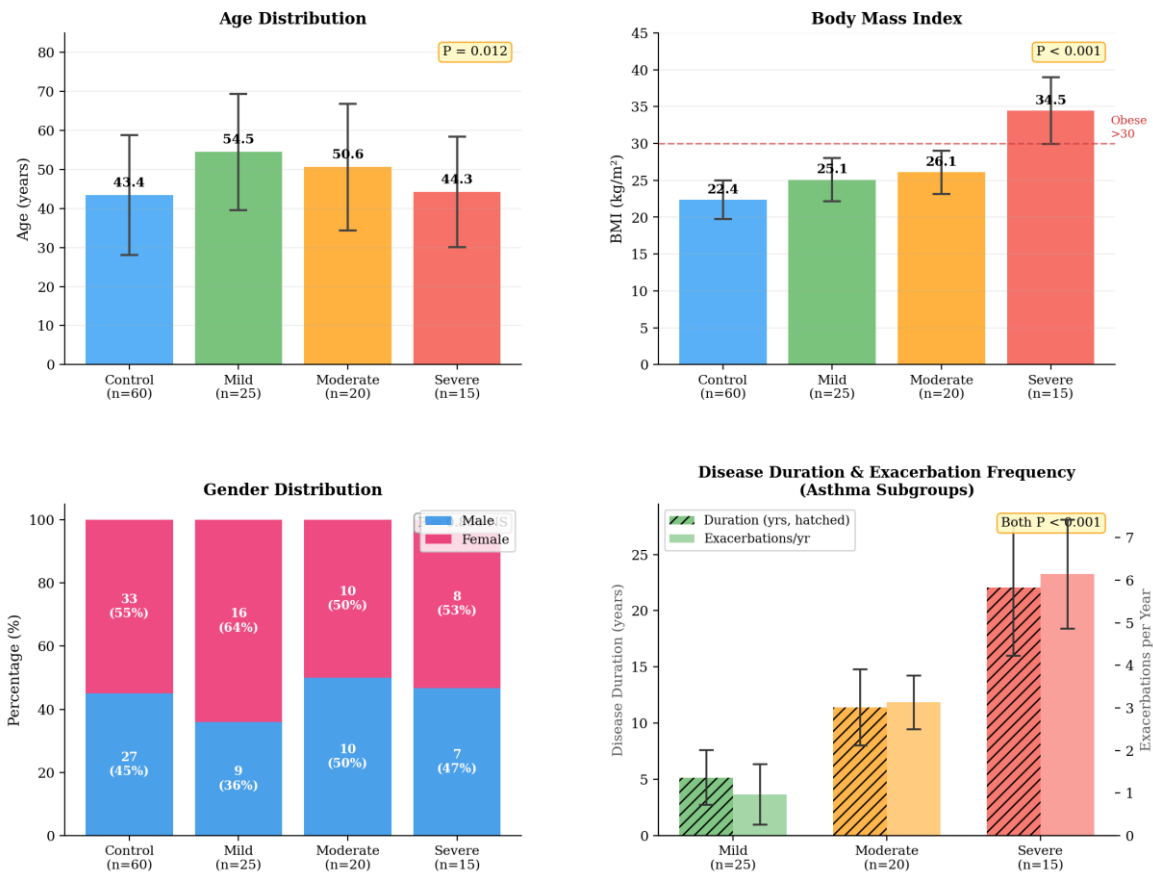 Age Distribution
P = 0.012
Age (years)
80
70
60
50
40
30
20
10
0
43.4
54.5
50.6
44.3
Control
(n=60)
Mild
(n=25)
Moderate
(n=20)
Severe
(n=15)
Body Mass Index
P < 0.001
Obese
>30
BMI (kg/m²)
45
40
35
30
25
20
15
10
5
0
22.4
25.1
26.1
34.5
Control
(n=60)
Mild
(n=25)
Moderate
(n=20)
Severe
(n=15)
Gender Distribution
Male
Female
Percentage (%)
100
80
60
40
20
0
33
(55%)
16
(64%)
10
(50%)
8
(53%)
27
(45%)
9
(36%)
10
(50%)
7
(47%)
Control
(n=60)
Mild
(n=25)
Moderate
(n=20)
Severe
(n=15)
Disease Duration & Exacerbation Frequency
(Asthma Subgroups)
Duration (yrs, hatched)
Exacerbations/yr
Both P < 0.001
Disease Duration (years)
25
20
15
10
5
0
Exacerbations per Year
7
6
5
4
3
2
1
0
Mild
(n=25)
Moderate
(n=20)
Severe
(n=15)